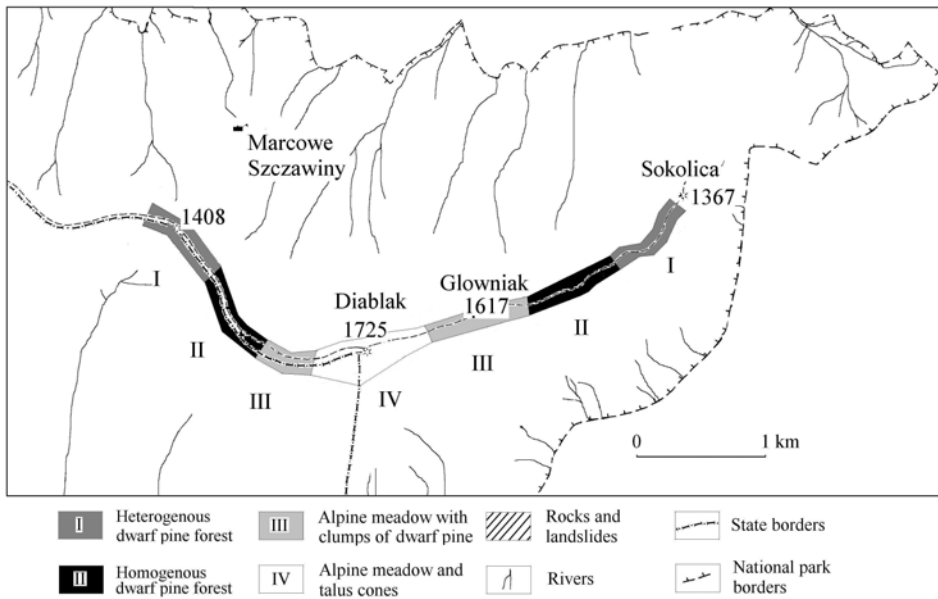 Marcowe
Szczawiny
Sokolica
1367
1408
I
I
Glowniak
1617
Diablak
1725
II
II
III
III
IV
0 1 km
I Heterogenous
dwarf pine forest
III Alpine meadow with
clumps of dwarf pine
Rocks and
landslides
State borders
II Homogenous
dwarf pine forest
IV Alpine meadow and
talus cones
Rivers
National park
borders